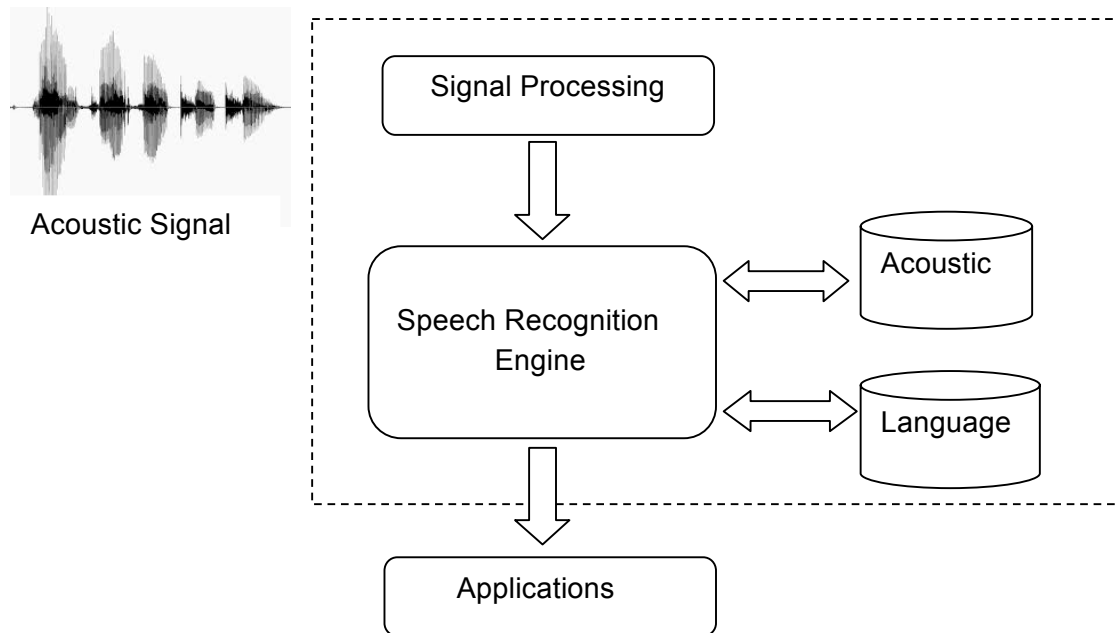 Signal Processing
Acoustic Signal
Acoustic
Speech Recognition
Engine
Language
Applications